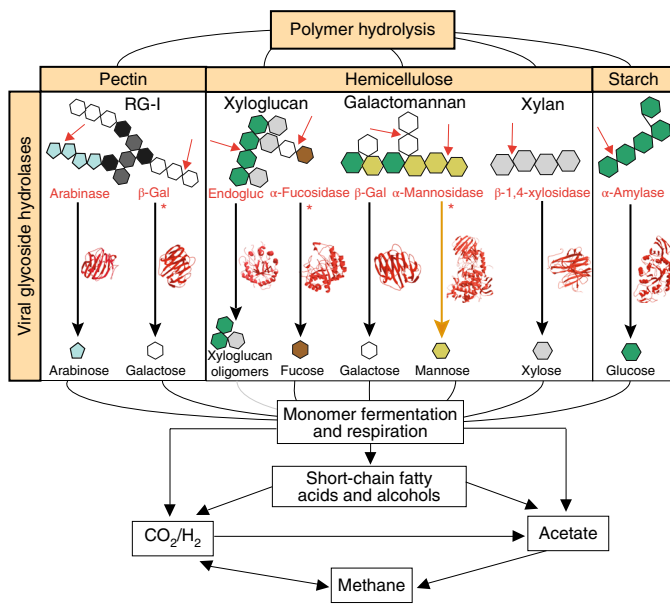 Polymer hydrolysis
Pectin
Hemicellulose
Starch
Viral glycoside hydrolases
RG-I
Xyloglucan
Galactomannan
Xylan
Arabinase
β-Gal
*
Endogluc
α-Fucosidase
*
β-Gal
α-Mannosidase
*
β-1,4-xylosidase
α-Amylase
Arabinose
Galactose
Xyloglucan
oligomers
Fucose
Galactose
Mannose
Xylose
Glucose
Monomer fermentation
and respiration
Short-chain fatty
acids and alcohols
CO₂/H₂
Acetate
Methane